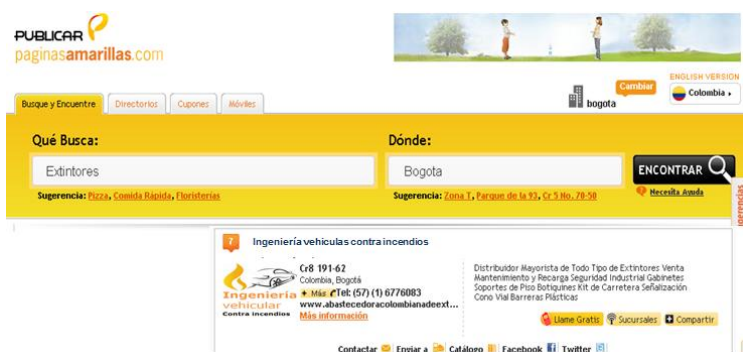 PUBLICAR
paginasamarillas.com
ENGLISH VERSION
Cambiar
Colombia
bogota
Busque y Encuentre
Directorios
Cupones
Móviles
Qué Busca:
Dónde:
Extintores
Bogota
ENCONTRAR
Sugerencia: Pizza, Comida Rápida, Floristerías
Sugerencia: Zona T, Parque de la 93, Cr 5 No. 70-50
Necesita Ayuda
Ingeniería vehiculas contra incendios
Cr8 191-62
Colombia, Bogotá
+ Más Tel: (57) (1) 6776083
www.abastecedoracolombianadeext...
Más información
Ingeniería
vehicular
Contra Incendios
Distribuidor Mayorista de Todo Tipo de Extintores Venta
Mantenimiento y Recarga Seguridad Industrial Gabinetes
Soportes de Piso Botiquines Kit de Carretera Señalización
Cono Vial Barreras Plásticas
Llame Gratis
Sucursales
Compartir
Contactar
Enviar a
Catálogo
Facebook
Twitter